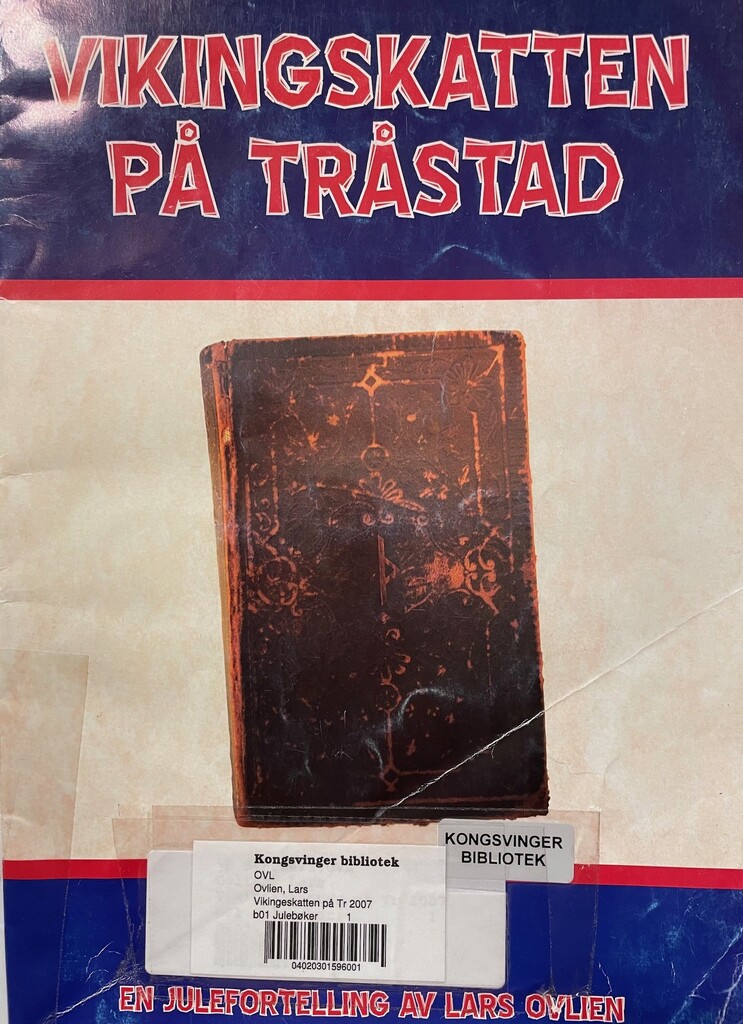 VIKINGSKATTEN
PÅ TRÅSTAD
KONGSVINGER
BIBLIOTEK
Kongsvinger bibliotek
OVL
Ovlien, Lars
Vikingeskatten på Tr 2007
b01 Julebøker 1
04020301596001
EN JULEFORTELLING AV LARS OVLIEN